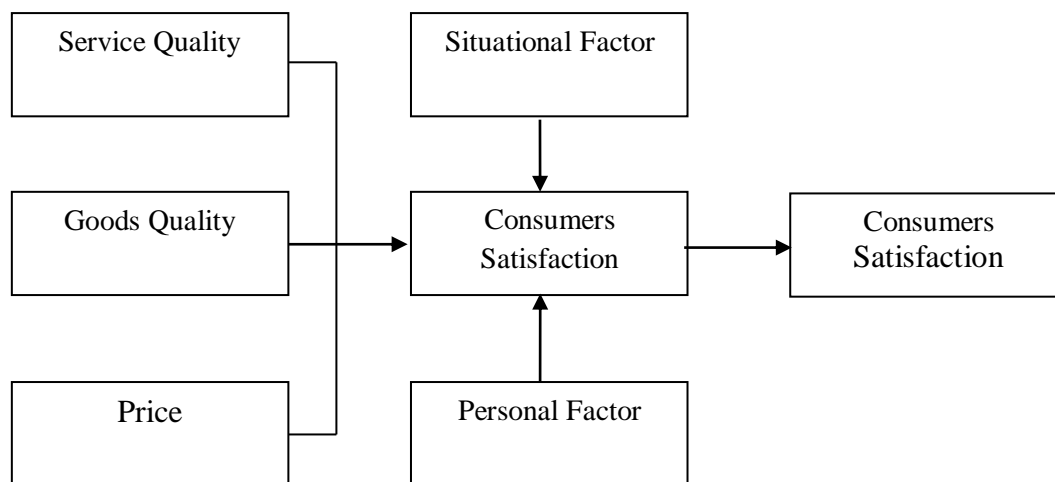 Service Quality
Situational Factor
Goods Quality
Consumers
Satisfaction
Consumers
Satisfaction
Price
Personal Factor